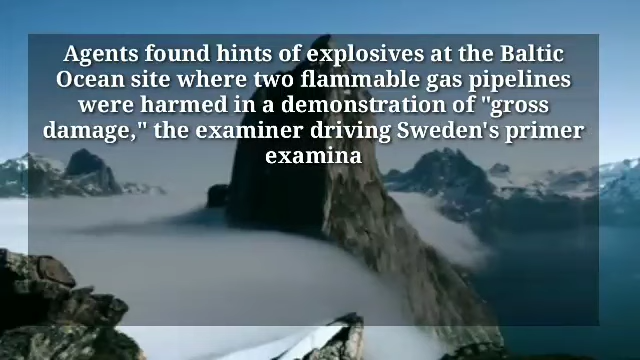 Agents found hints of explosives at the Baltic
Ocean site where two flammable gas pipelines
were harmed in a demonstration of "gross
damage," the examiner driving Sweden's primer
examina